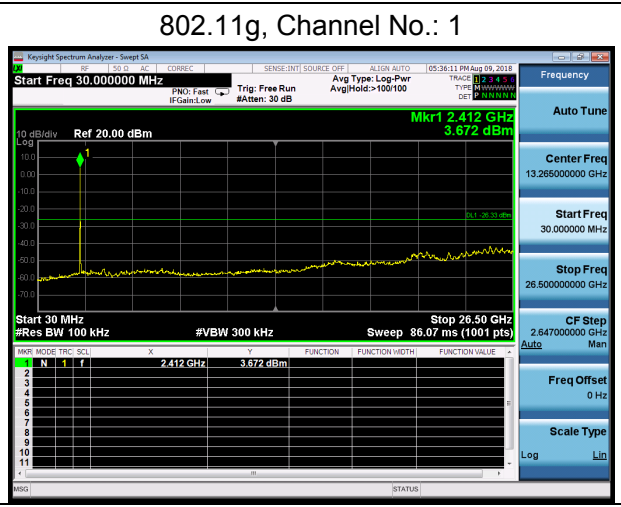 802.11g, Channel No.: 1
Keysight Spectrum Analyzer - Swept SA
RF 50 Ω AC CORREC SENSE:INT SOURCE OFF ALIGN AUTO 05:36:11 PM Aug 09, 2018
Start Freq 30.000000 MHz
PNO: Fast
IFGain:Low
Trig: Free Run
#Atten: 30 dB
Avg Type: Log-Pwr
Avg|Hold:>100/100
TRACE 1 2 3 4 5 6
TYPE M WWWWW
DET P NNNNN
Mkr1 2.412 GHz
3.672 dBm
10 dB/div Ref 20.00 dBm
Log
1
10.0
0.00
-10.0
-20.0
DL1 -26.33 dBm
-30.0
-40.0
-50.0
-60.0
-70.0
Start 30 MHz
Stop 26.50 GHz
#Res BW 100 kHz #VBW 300 kHz Sweep 86.07 ms (1001 pts)
MKR MODE TRC SCL X Y FUNCTION FUNCTION WIDTH FUNCTION VALUE
1 N 1 f 2.412 GHz 3.672 dBm
2
3
4
5
6
7
8
9
10
11
MSG STATUS
Frequency
Auto Tune
Center Freq
13.265000000 GHz
Start Freq
30.000000 MHz
Stop Freq
26.500000000 GHz
CF Step
2.647000000 GHz
Auto Man
Freq Offset
0 Hz
Scale Type
Log Lin